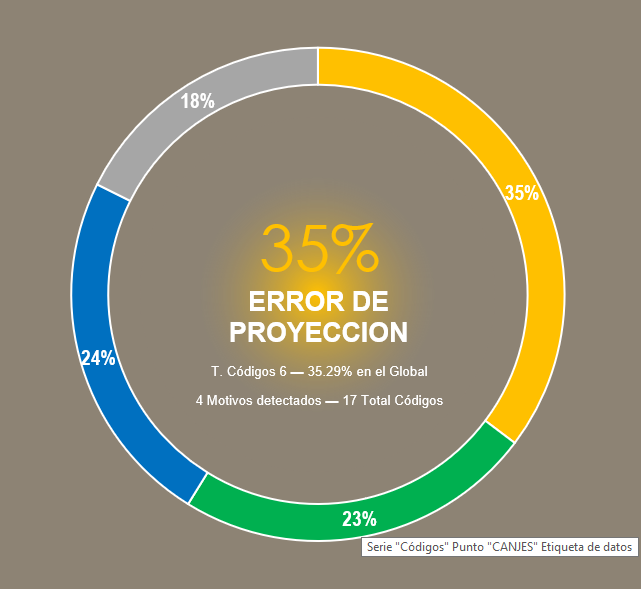 18%
35%
35%
ERROR DE
PROYECCION
24%
T. Códigos 6 — 35.29% en el Global
4 Motivos detectados — 17 Total Códigos
23%
Serie "Códigos" Punto "CANJES" Etiqueta de datos